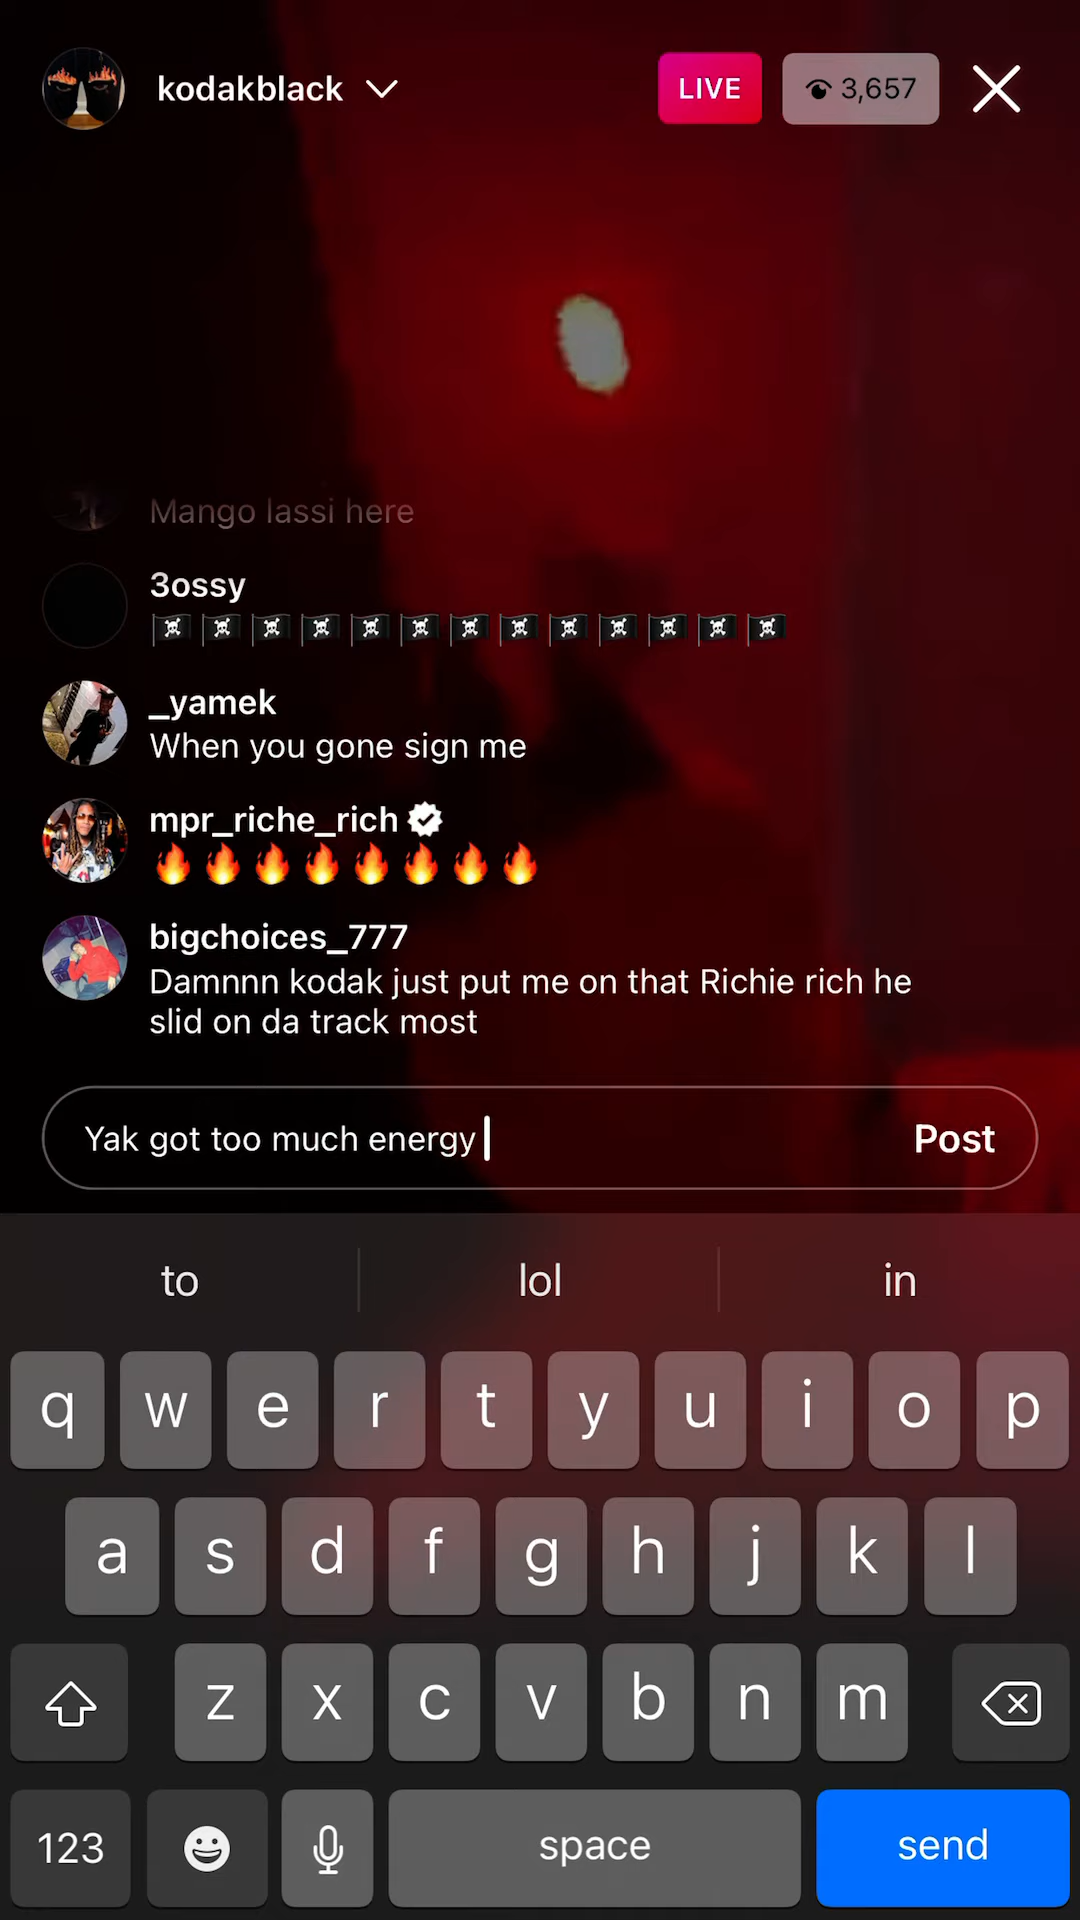 kodakblack
LIVE
3,657
Mango lassi here
3ossy
🏴‍☠️🏴‍☠️🏴‍☠️🏴‍☠️🏴‍☠️🏴‍☠️🏴‍☠️🏴‍☠️🏴‍☠️🏴‍☠️🏴‍☠️🏴‍☠️🏴‍☠️
_yamek
When you gone sign me
mpr_riche_rich
🔥🔥🔥🔥🔥🔥🔥🔥
bigchoices_777
Damnnn kodak just put me on that Richie rich he
slid on da track most
Yak got too much energy
Post
to lol in
q w e r t y u i o p
a s d f g h j k l
z x c v b n m
123 space send